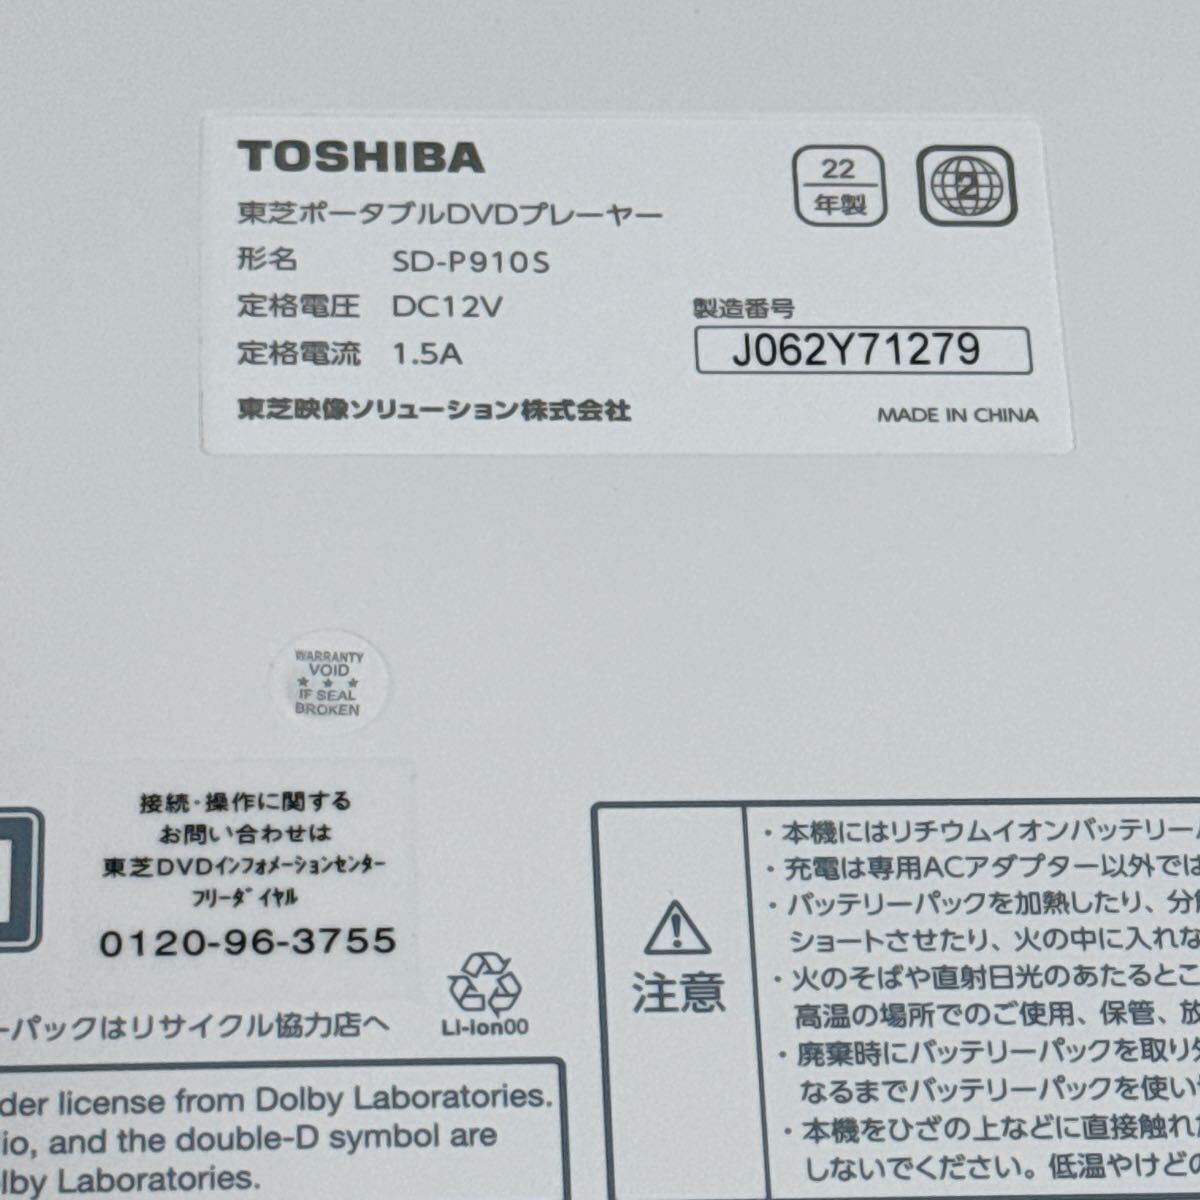 TOSHIBA
22
年製
2
東芝ポータブルDVDプレーヤー
形名 SD-P910S
定格電圧 DC12V
定格電流 1.5A
製造番号
J062Y71279
東芝映像ソリューション株式会社
MADE IN CHINA
WARRANTY
VOID
★ ★ ★
IF SEAL
BROKEN
接続・操作に関する
お問い合わせは
東芝DVDインフォメーションセンター
フリーダイヤル
0120-96-3755
ーパックはリサイクル協力店へ
Li-ion00
der license from Dolby Laboratories.
io, and the double-D symbol are
lby Laboratories.
注意
・本機にはリチウムイオンバッテリー
・充電は専用ACアダプター以外では
・バッテリーパックを加熱したり、分解
ショートさせたり、火の中に入れな
・火のそばや直射日光のあたるとこ
高温の場所でのご使用、保管、放
・廃棄時にバッテリーパックを取り外
なるまでバッテリーパックを使い
・本機をひざの上などに直接触れた
しないでください。低温やけどの